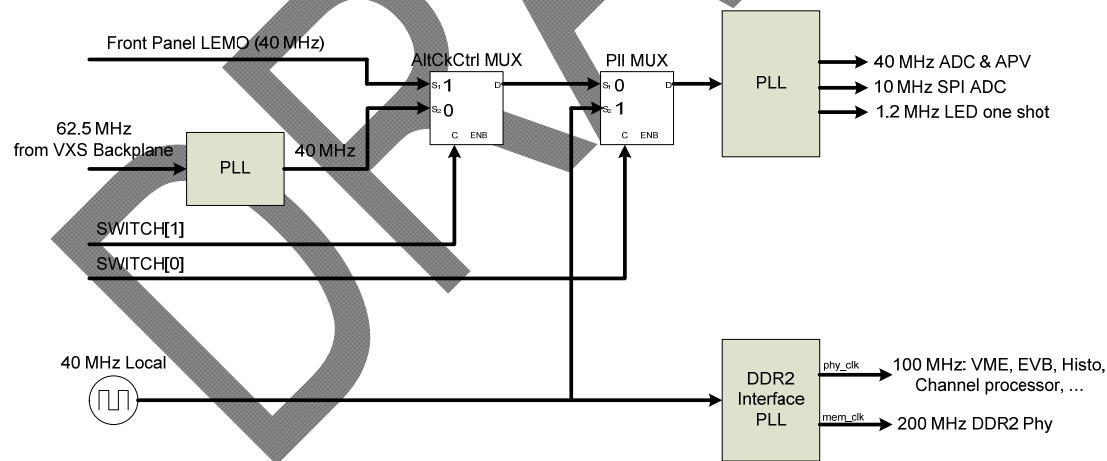 Front Panel LEMO (40 MHz)
AltCkCtrl MUX
Pll MUX
S1 1
D
S2 0
C ENB
S1 0
D
S2 1
C ENB
PLL
40 MHz ADC & APV
10 MHz SPI ADC
1.2 MHz LED one shot
62.5 MHz
from VXS Backplane
PLL
40 MHz
SWITCH[1]
SWITCH[0]
40 MHz Local
DDR2
Interface
PLL
phy_clk
mem_clk
100 MHz: VME, EVB, Histo,
Channel processor, ...
200 MHz DDR2 Phy